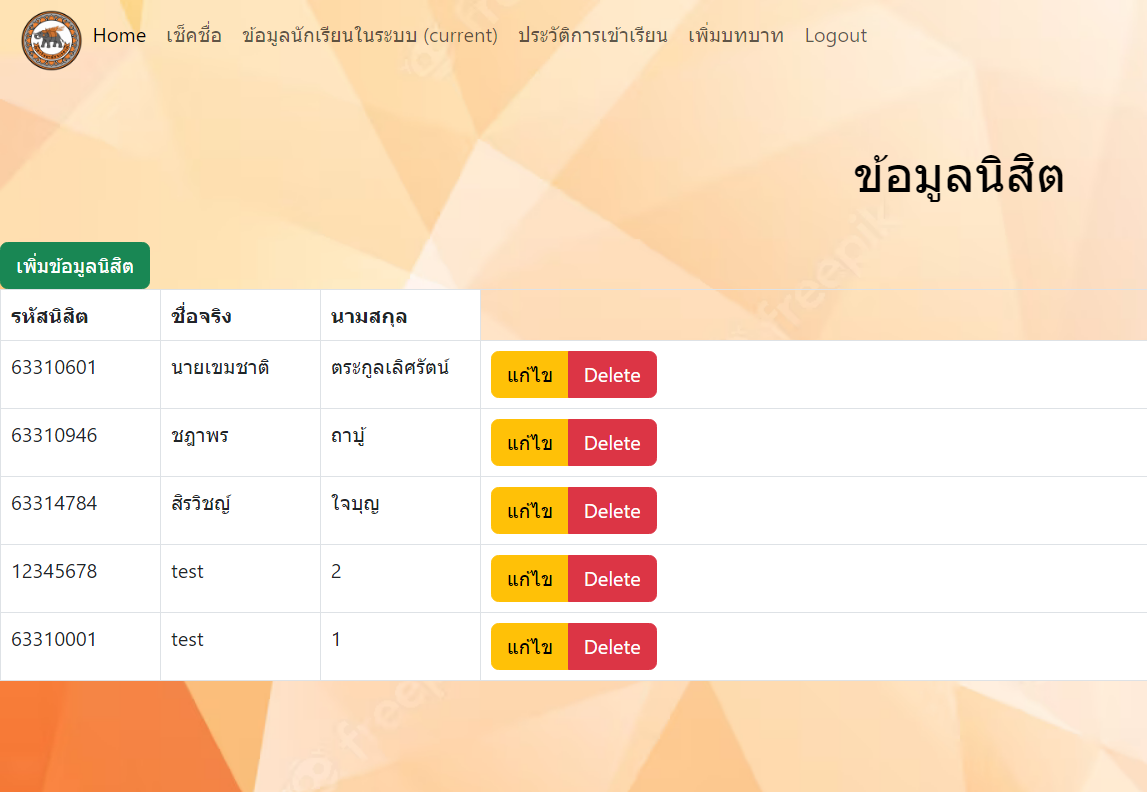 Home เช็คชื่อ ข้อมูลนักเรียนในระบบ (current) ประวัติการเข้าเรียน เพิ่มบทบาท Logout
ข้อมูลนิสิต
เพิ่มข้อมูลนิสิต
รหัสนิสิต ชื่อจริง นามสกุล
63310601 นายเขมชาติ ตระกูลเลิศรัตน์ แก้ไข Delete
63310946 ชฎาพร ถาบู้ แก้ไข Delete
63314784 สิรวิชญ์ ใจบุญ แก้ไข Delete
12345678 test 2 แก้ไข Delete
63310001 test 1 แก้ไข Delete
freepik
freepik